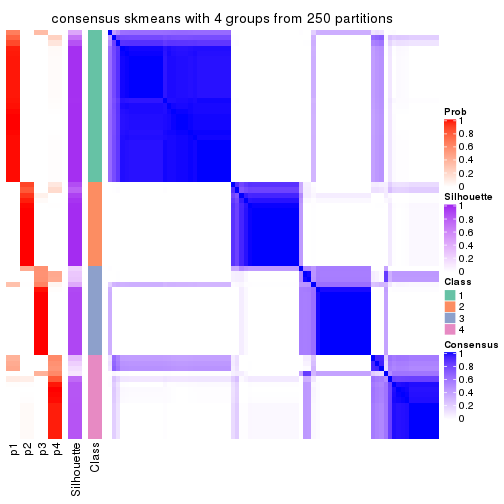 consensus skmeans with 4 groups from 250 partitions
Prob
1
0.8
0.6
0.4
0.2
0
Silhouette
1
0.8
0.6
0.4
0.2
0
Class
1
2
3
4
Consensus
1
0.8
0.6
0.4
0.2
0
p1
p2
p3
p4
Silhouette
Class